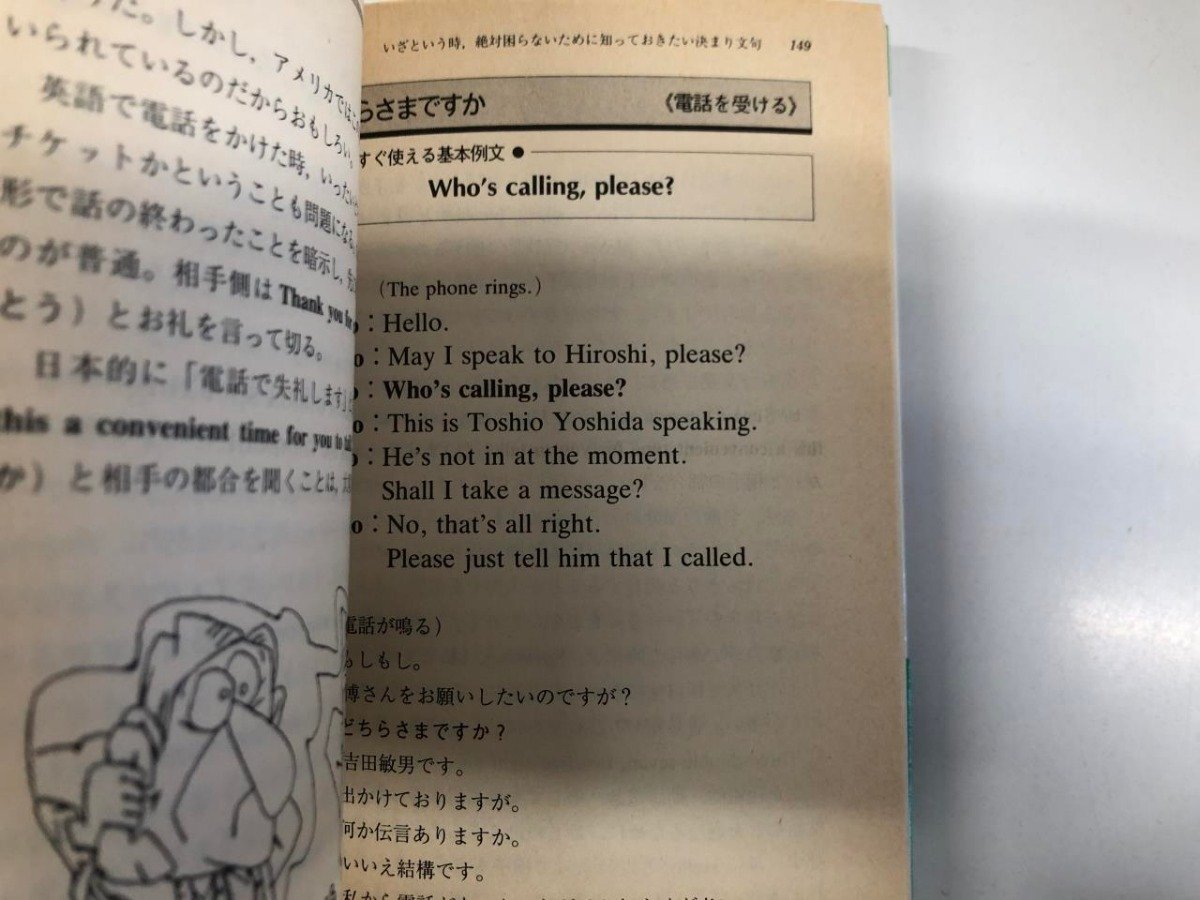 った。しかし，アメリカではこ
いられているのだからおもしろい。
英語で電話をかけた時，いったい
チケットかということも問題になる。
形で話の終わったことを暗示し，
のが普通。相手側は Thank you for
とう）とお礼を言って切る。
日本的に「電話で失礼します」
this a convenient time for you to
か）と相手の都合を聞くことは，
いざという時，絶対困らないために知っておきたい決まり文句 149
らさまですか 《電話を受ける》
すぐ使える基本例文 ●
Who's calling, please?
(The phone rings.)
o：Hello.
o：May I speak to Hiroshi, please?
o：Who's calling, please?
o：This is Toshio Yoshida speaking.
o：He's not in at the moment.
Shall I take a message?
o：No, that's all right.
Please just tell him that I called.
電話が鳴る）
もしもし。
博さんをお願いしたいのですが？
どちらさまですか？
吉田敏男です。
出かけておりますが。
何か伝言ありますか。
いいえ結構です。